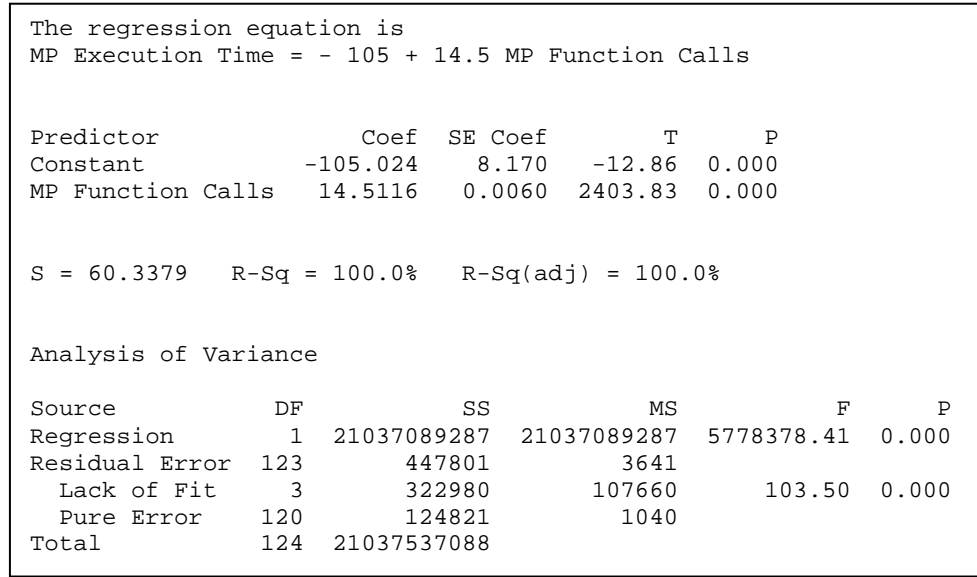 The regression equation is
MP Execution Time = - 105 + 14.5 MP Function Calls
Predictor Coef SE Coef T P
Constant -105.024 8.170 -12.86 0.000
MP Function Calls 14.5116 0.0060 2403.83 0.000
S = 60.3379 R-Sq = 100.0% R-Sq(adj) = 100.0%
Analysis of Variance
Source DF SS MS F P
Regression 1 21037089287 21037089287 5778378.41 0.000
Residual Error 123 447801 3641
Lack of Fit 3 322980 107660 103.50 0.000
Pure Error 120 124821 1040
Total 124 21037537088